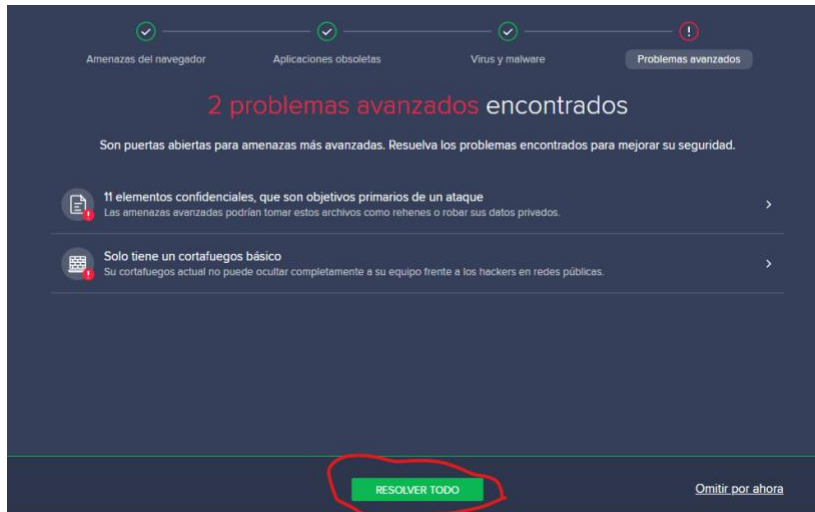 Amenazas del navegador
Aplicaciones obsoletas
Virus y malware
Problemas avanzados
2 problemas avanzados encontrados
Son puertas abiertas para amenazas más avanzadas. Resuelva los problemas encontrados para mejorar su seguridad.
11 elementos confidenciales, que son objetivos primarios de un ataque
Las amenazas avanzadas podrían tomar estos archivos como rehenes o robar sus datos privados.
Solo tiene un cortafuegos básico
Su cortafuegos actual no puede ocultar completamente a su equipo frente a los hackers en redes públicas.
RESOLVER TODO
Omitir por ahora